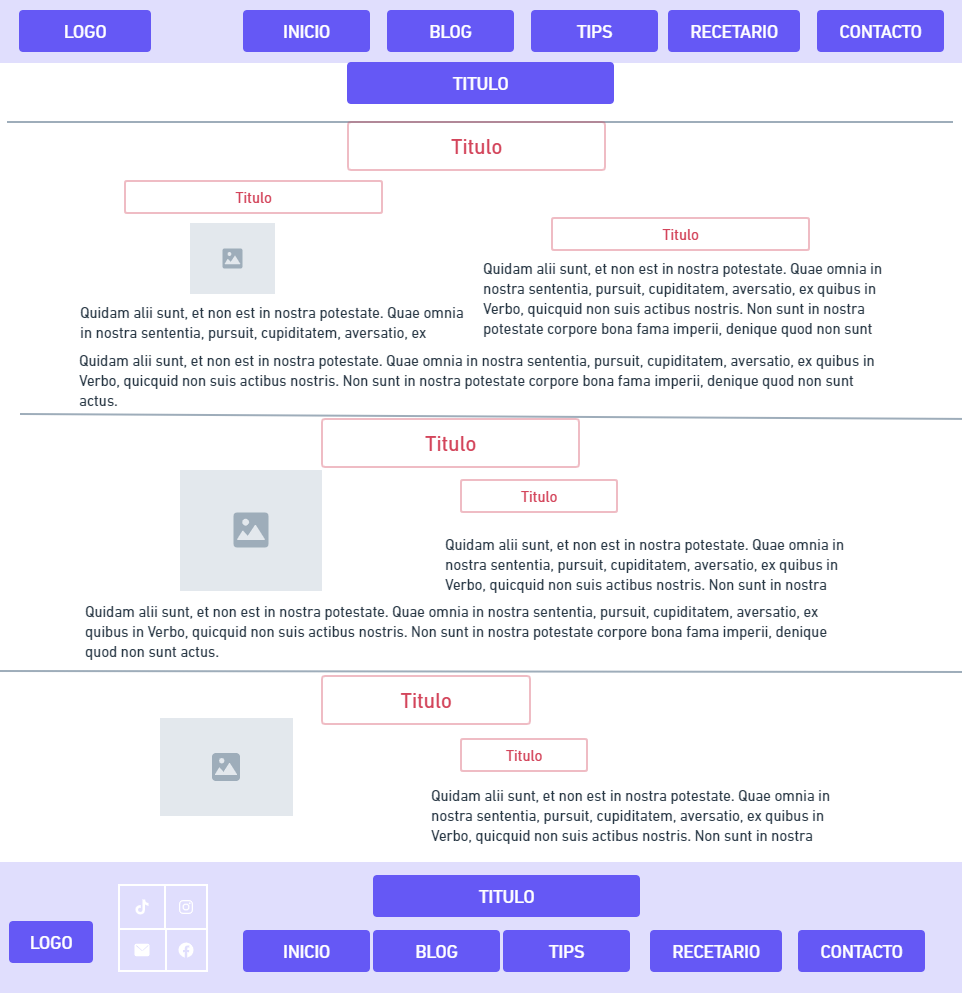 LOGO
INICIO
BLOG
TIPS
RECETARIO
CONTACTO
TITULO
Titulo
Titulo
Quidam alii sunt, et non est in nostra potestate. Quae omnia
in nostra sententia, pursuit, cupiditatem, aversatio, ex
Titulo
Quidam alii sunt, et non est in nostra potestate. Quae omnia in
nostra sententia, pursuit, cupiditatem, aversatio, ex quibus in
Verbo, quicquid non suis actibus nostris. Non sunt in nostra
potestate corpore bona fama imperii, denique quod non sunt
Quidam alii sunt, et non est in nostra potestate. Quae omnia in nostra sententia, pursuit, cupiditatem, aversatio, ex quibus in
Verbo, quicquid non suis actibus nostris. Non sunt in nostra potestate corpore bona fama imperii, denique quod non sunt
actus.
Titulo
Titulo
Quidam alii sunt, et non est in nostra potestate. Quae omnia in
nostra sententia, pursuit, cupiditatem, aversatio, ex quibus in
Verbo, quicquid non suis actibus nostris. Non sunt in nostra
Quidam alii sunt, et non est in nostra potestate. Quae omnia in nostra sententia, pursuit, cupiditatem, aversatio, ex
quibus in Verbo, quicquid non suis actibus nostris. Non sunt in nostra potestate corpore bona fama imperii, denique
quod non sunt actus.
Titulo
Titulo
Quidam alii sunt, et non est in nostra potestate. Quae omnia in
nostra sententia, pursuit, cupiditatem, aversatio, ex quibus in
Verbo, quicquid non suis actibus nostris. Non sunt in nostra
TITULO
LOGO
INICIO
BLOG
TIPS
RECETARIO
CONTACTO